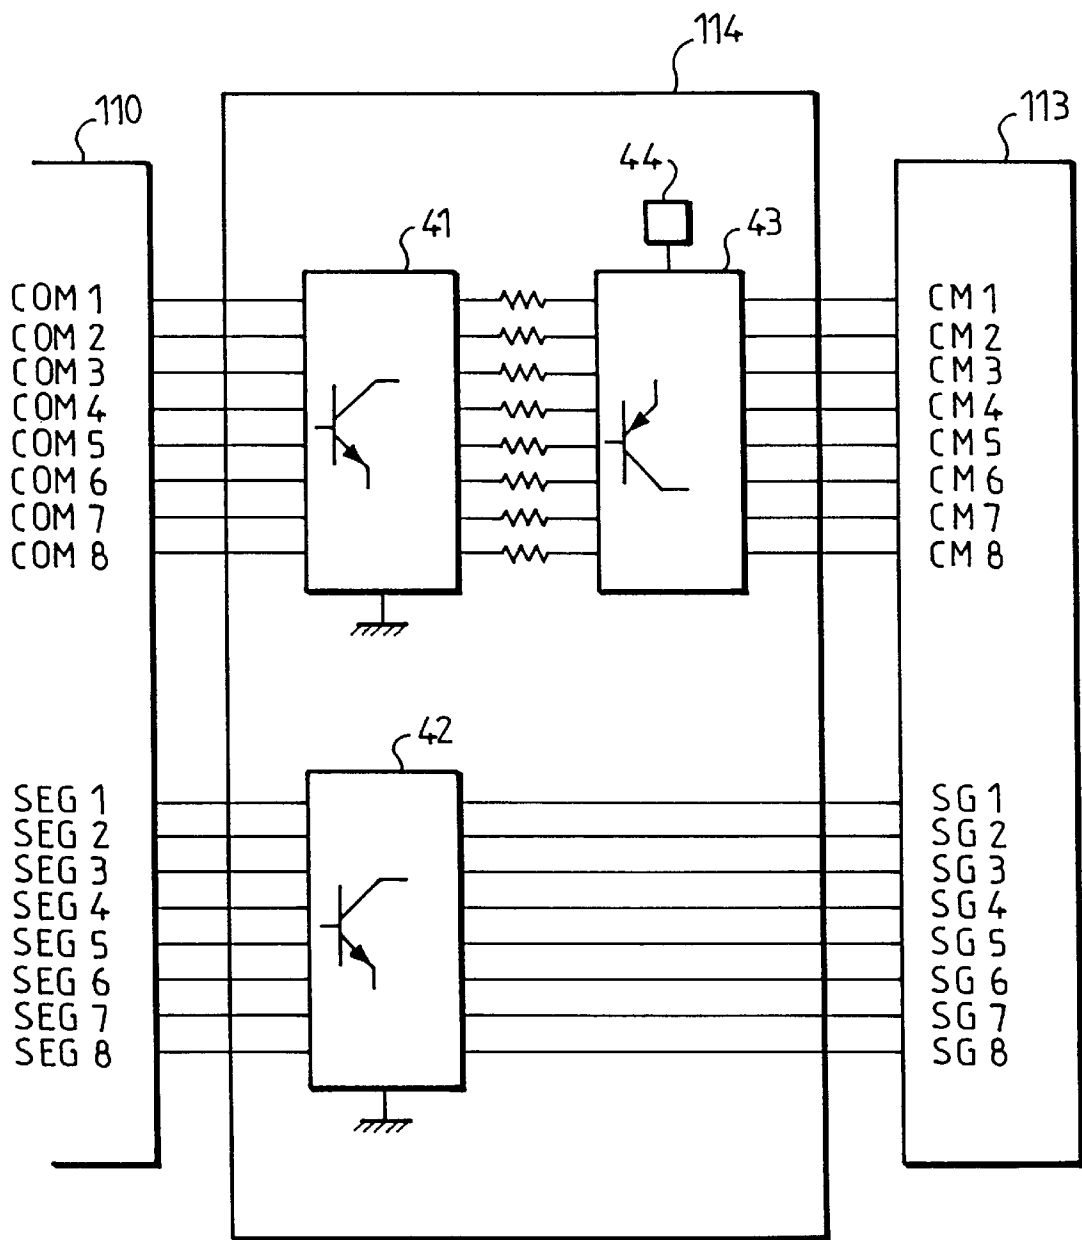 114
110
113
44
41
43
COM 1
CM 1
COM 2
CM 2
COM 3
CM 3
COM 4
CM 4
COM 5
CM 5
COM 6
CM 6
COM 7
CM 7
COM 8
CM 8
42
SEG 1
SG 1
SEG 2
SG 2
SEG 3
SG 3
SEG 4
SG 4
SEG 5
SG 5
SEG 6
SG 6
SEG 7
SG 7
SEG 8
SG 8